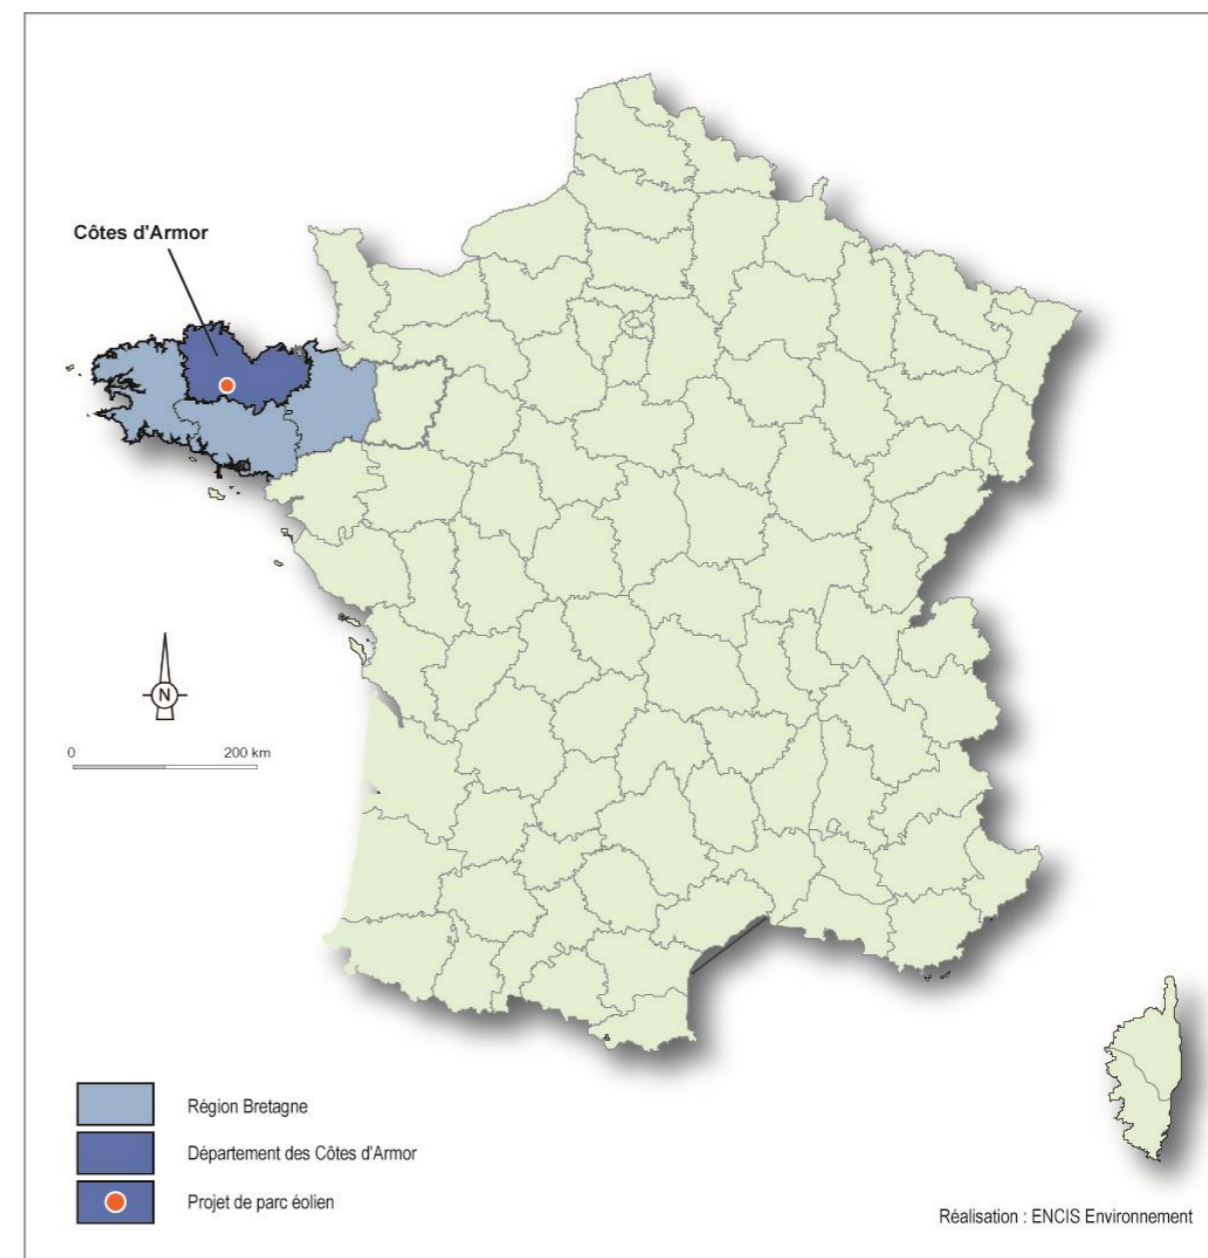 Côtes d'Armor
N
0 200 km
Région Bretagne
Département des Côtes d'Armor
Projet de parc éolien
Réalisation : ENCIS Environnement